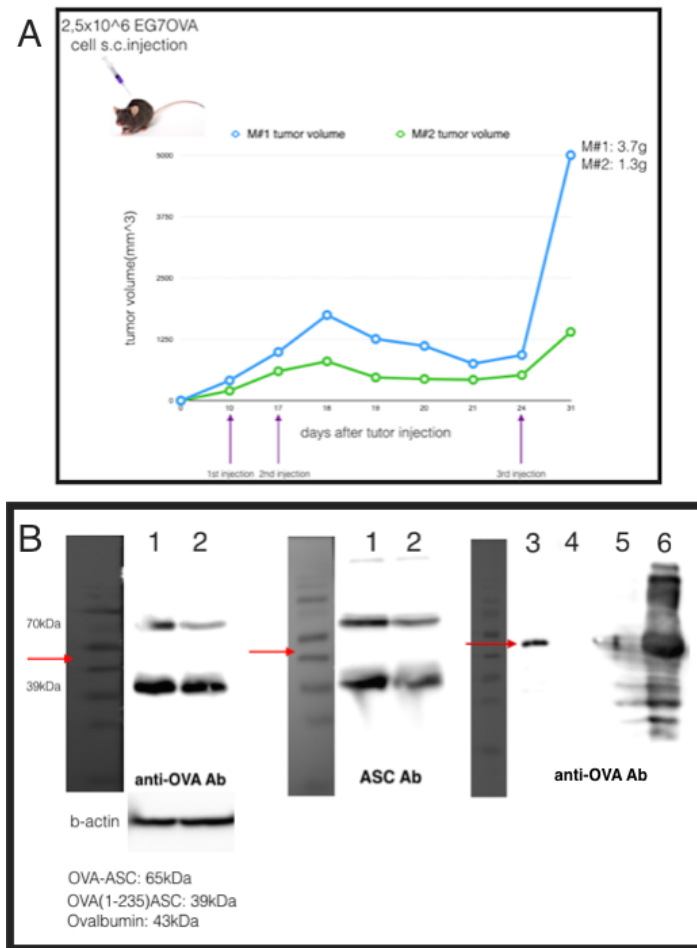 A
2,5x10^6 EG7OVA
cell s.c.injection
M#1 tumor volume M#2 tumor volume
M#1: 3.7g
M#2: 1.3g
5000
3750
2500
1250
0
tumor volume(mm^3)
0 10 17 18 19 20 21 24 31
days after tutor injection
1st injection 2nd injection 3rd injection
B
1 2 1 2 3 4 5 6
70kDa
39kDa
anti-OVA Ab ASC Ab anti-OVA Ab
b-actin
OVA-ASC: 65kDa
OVA(1-235)ASC: 39kDa
Ovalbumin: 43kDa